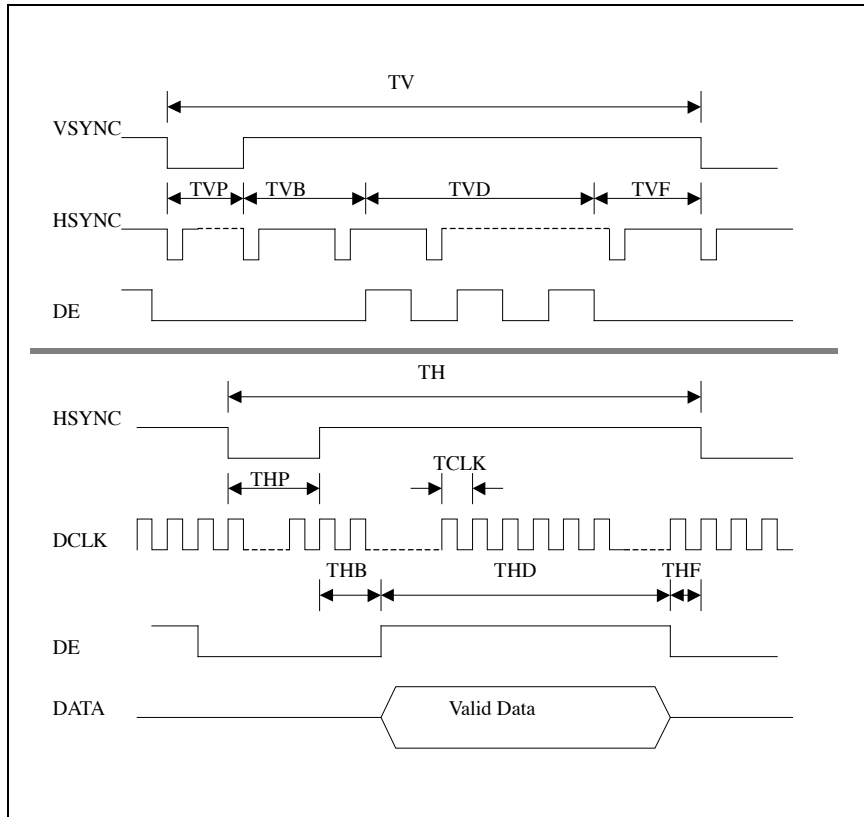 TV
VSYNC
TVP TVB TVD TVF
HSYNC
DE
TH
HSYNC
THP TCLK
DCLK
THB THD THF
DE
DATA Valid Data